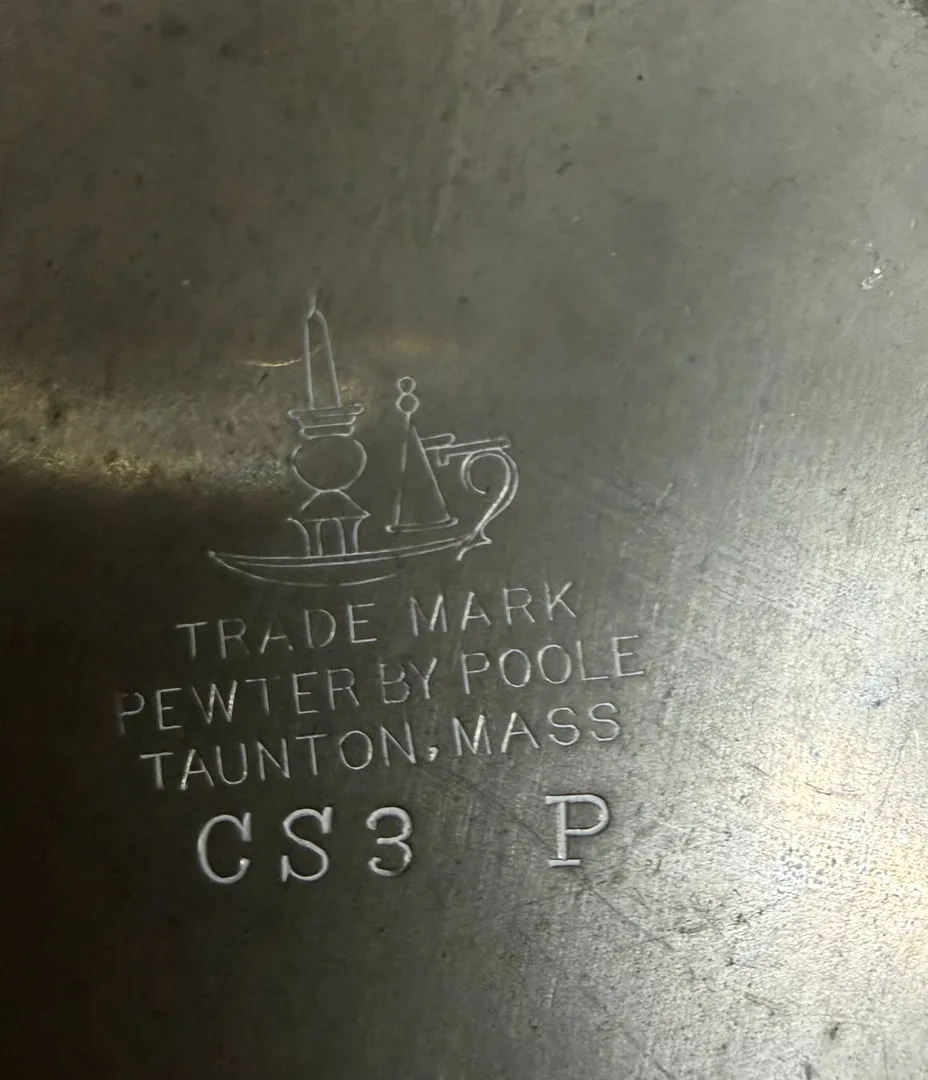 TRADE MARK
PEWTER BY POOLE
TAUNTON, MASS
CS3 P